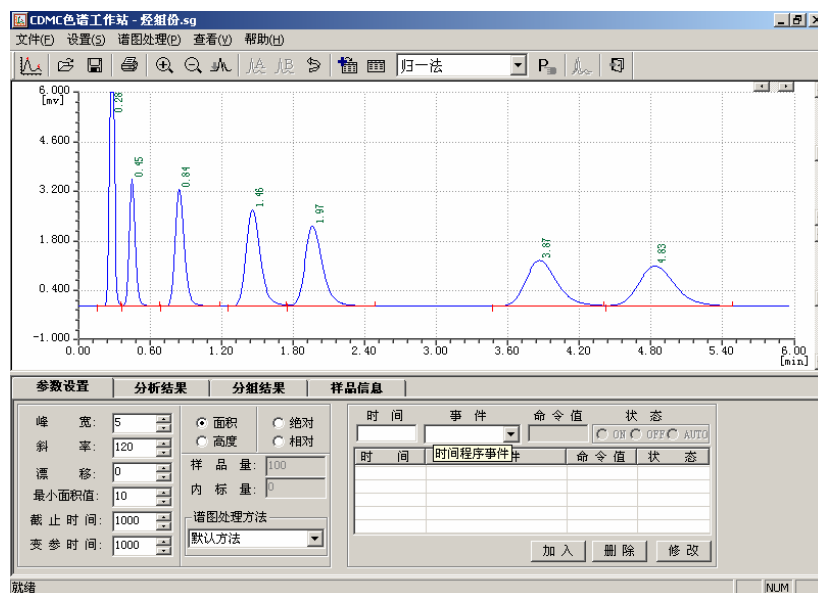 CDMC色谱工作站 - 烃组份.sg
文件(F) 设置(S) 谱图处理(P) 查看(V) 帮助(H)
归一法
6.000
[mv]
4.600
3.200
1.800
0.400
-1.000
0.28
0.45
0.84
1.46
1.97
3.87
4.83
0.00 0.60 1.20 1.80 2.40 3.00 3.60 4.20 4.80 5.40 6.00
[min]
参数设置 分析结果 分组结果 样品信息
峰 宽: 5
斜 率: 120
漂 移: 0
最小面积值: 10
截止时间: 1000
变参时间: 1000
面积 绝对
高度 相对
样品量: 100
内标量: 0
谱图处理方法
默认方法
时 间 事 件 命令值 状 态
ON OFF AUTO
时间程序事件
时 间 件 命令值 状 态
加入 删除 修改
就绪 NUM